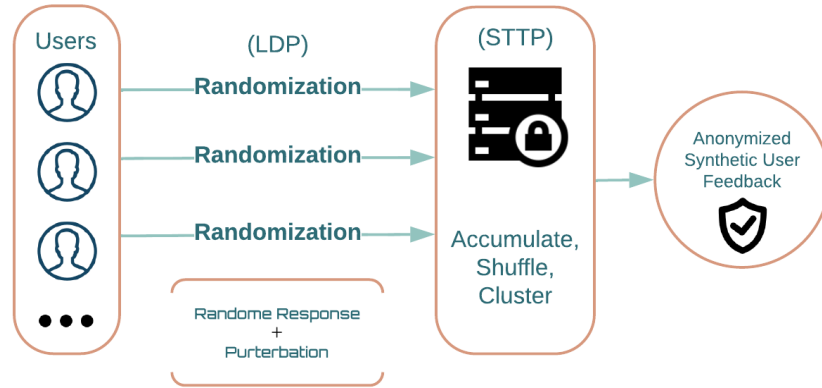 Users
(LDP)
Randomization
Randomization
Randomization
Randome Response
+
Purterbation
(STTP)
Accumulate,
Shuffle,
Cluster
Anonymized
Synthetic User
Feedback